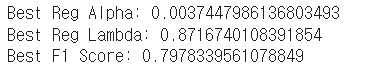 Best Reg Alpha: 0.0037447986136803493
Best Reg Lambda: 0.8716740108391854
Best F1 Score: 0.7978339561078849